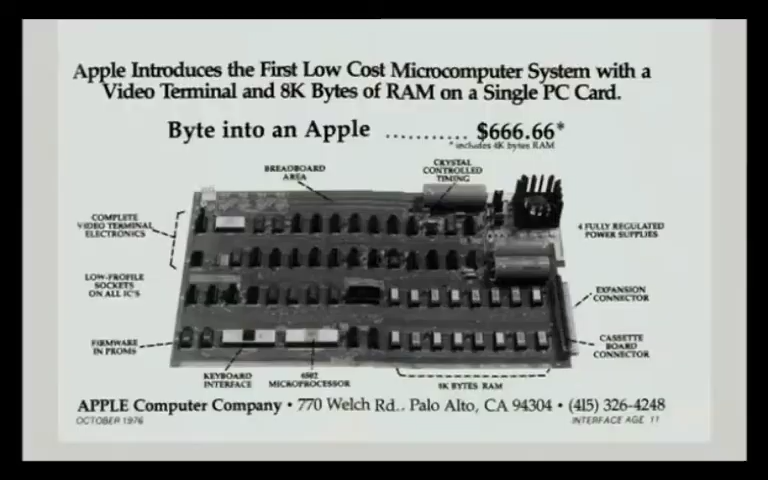 Apple Introduces the First Low Cost Microcomputer System with a
Video Terminal and 8K Bytes of RAM on a Single PC Card.
Byte into an Apple .......... $666.66*
*includes 4K bytes RAM
BREADBOARD
AREA
CRYSTAL
CONTROLLED
TIMING
COMPLETE
VIDEO TERMINAL
ELECTRONICS
4 FULLY REGULATED
POWER SUPPLIES
LOW-PROFILE
SOCKETS
ON ALL IC'S
EXPANSION
CONNECTOR
FIRMWARE
IN PROMS
CASSETTE
BOARD
CONNECTOR
KEYBOARD
INTERFACE
6502
MICROPROCESSOR
8K BYTES RAM
APPLE Computer Company • 770 Welch Rd., Palo Alto, CA 94304 • (415) 326-4248
OCTOBER 1976
INTERFACE AGE 11